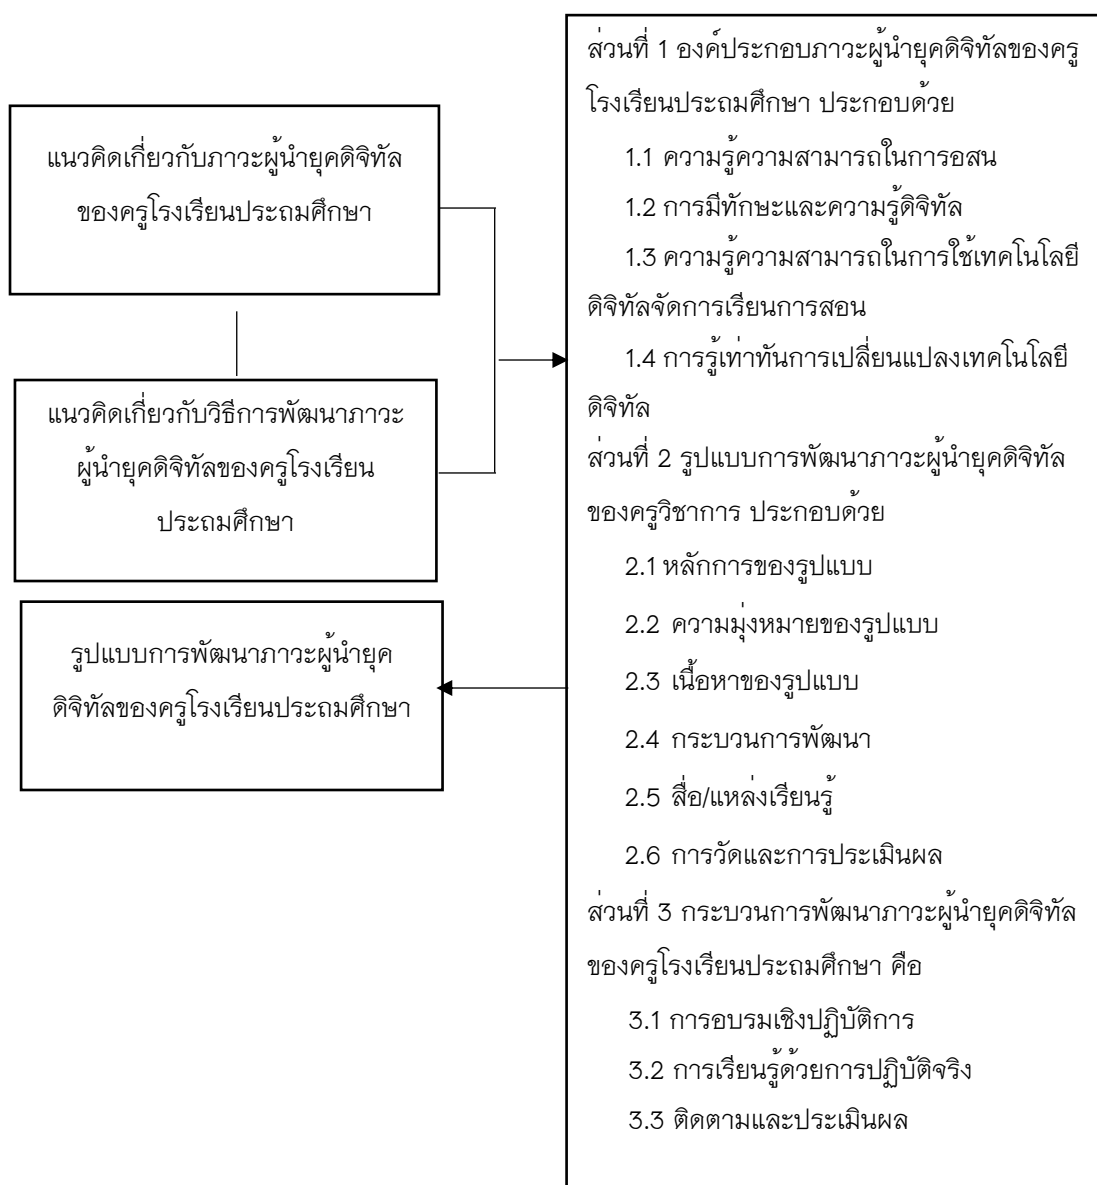 แนวคิดเกี่ยวกับภาวะผู้นำยุคดิจิทัล
ของครูโรงเรียนประถมศึกษา
แนวคิดเกี่ยวกับวิธีการพัฒนาภาวะ
ผู้นำยุคดิจิทัลของครูโรงเรียน
ประถมศึกษา
รูปแบบการพัฒนาภาวะผู้นำยุค
ดิจิทัลของครูโรงเรียนประถมศึกษา
ส่วนที่ 1 องค์ประกอบภาวะผู้นำยุคดิจิทัลของครู
โรงเรียนประถมศึกษา ประกอบด้วย
1.1 ความรู้ความสามารถในการอสน
1.2 การมีทักษะและความรู้ดิจิทัล
1.3 ความรู้ความสามารถในการใช้เทคโนโลยี
ดิจิทัลจัดการเรียนการสอน
1.4 การรู้เท่าทันการเปลี่ยนแปลงเทคโนโลยี
ดิจิทัล
ส่วนที่ 2 รูปแบบการพัฒนาภาวะผู้นำยุคดิจิทัล
ของครูวิชาการ ประกอบด้วย
2.1 หลักการของรูปแบบ
2.2 ความมุ่งหมายของรูปแบบ
2.3 เนื้อหาของรูปแบบ
2.4 กระบวนการพัฒนา
2.5 สื่อ/แหล่งเรียนรู้
2.6 การวัดและการประเมินผล
ส่วนที่ 3 กระบวนการพัฒนาภาวะผู้นำยุคดิจิทัล
ของครูโรงเรียนประถมศึกษา คือ
3.1 การอบรมเชิงปฏิบัติการ
3.2 การเรียนรู้ด้วยการปฏิบัติจริง
3.3 ติดตามและประเมินผล